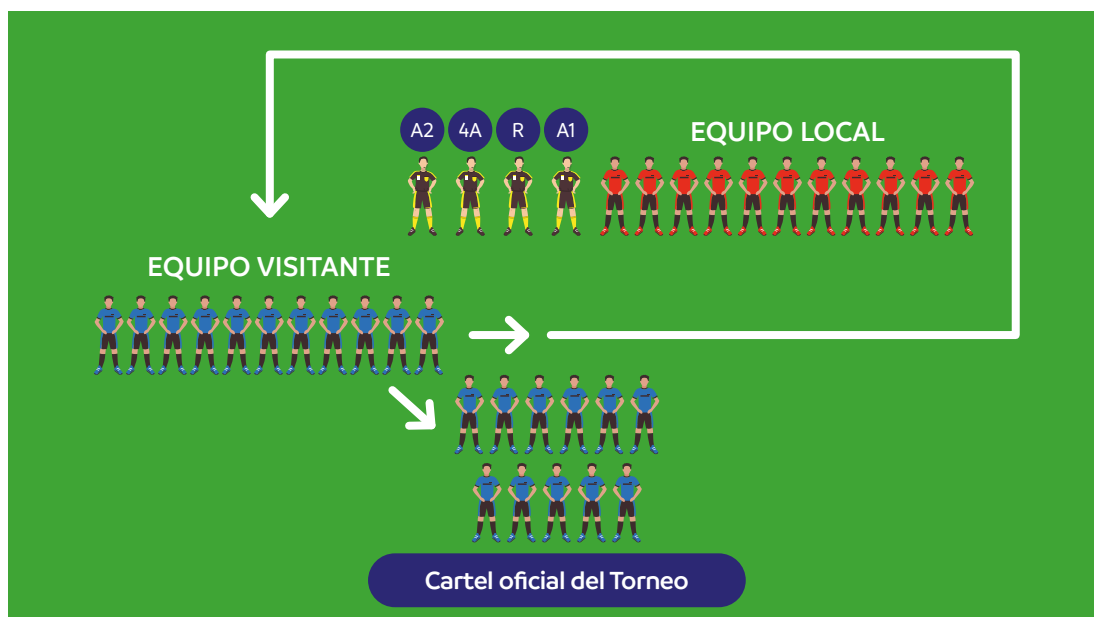 A2 4A R A1
EQUIPO LOCAL
EQUIPO VISITANTE
Cartel oficial del Torneo